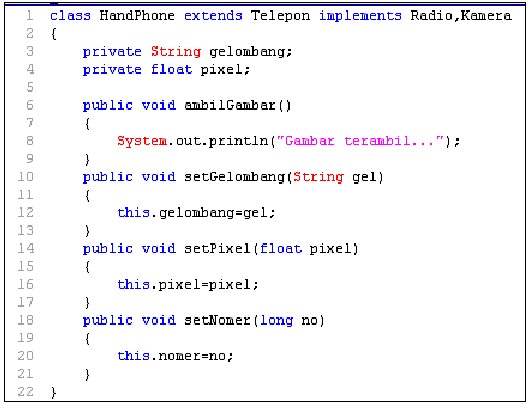 1 class HandPhone extends Telepon implements Radio,Kamera
2 {
3 private String gelombang;
4 private float pixel;
5
6 public void ambilGambar()
7 {
8 System.out.println("Gambar terambil...");
9 }
10 public void setGelombang(String gel)
11 {
12 this.gelombang=gel;
13 }
14 public void setPixel(float pixel)
15 {
16 this.pixel=pixel;
17 }
18 public void setNomer(long no)
19 {
20 this.nomer=no;
21 }
22 }